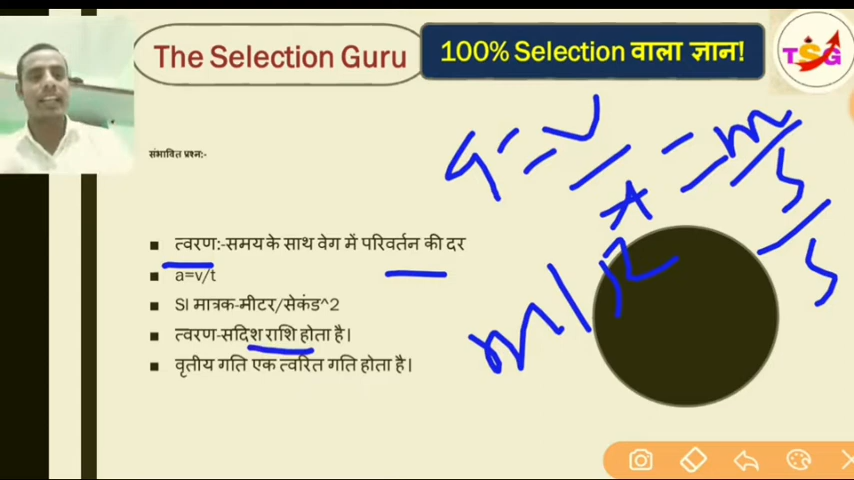 The Selection Guru
100% Selection वाला ज्ञान!
TSG
संभावित प्रश्न:-
त्वरण:-समय के साथ वेग में परिवर्तन की दर
a=v/t
SI मात्रक-मीटर/सेकंड^2
त्वरण-सदिश राशि होता है।
वृतीय गति एक त्वरित गति होता है।
a = v/t = m/s/s